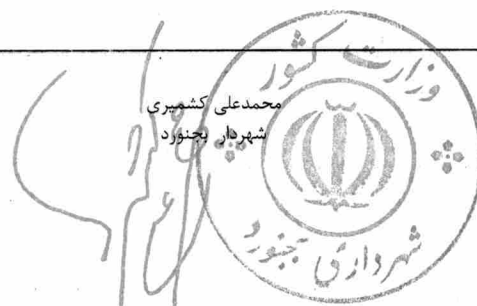 وزارت کشور
محمدعلی کشمیری
شهردار بجنورد
شهرداری بجنورد